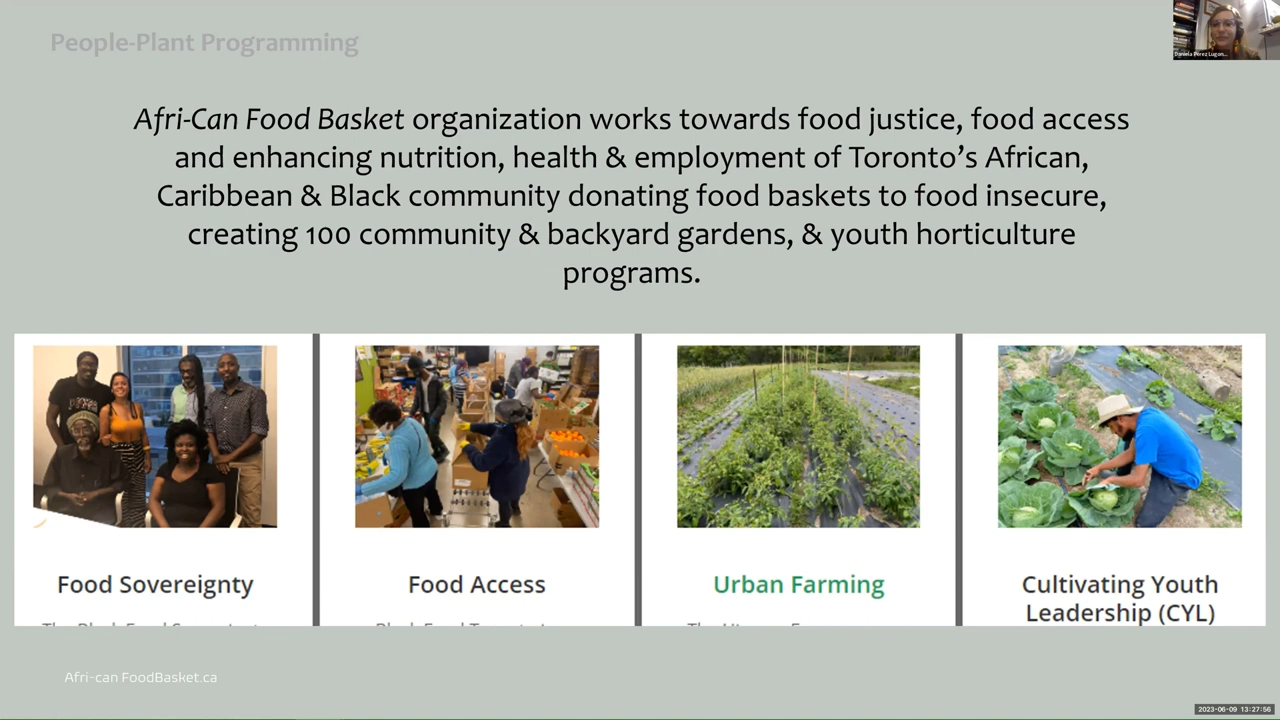 People-Plant Programming
Daniela Perez Lugon...
Afri-Can Food Basket organization works towards food justice, food access
and enhancing nutrition, health & employment of Toronto's African,
Caribbean & Black community donating food baskets to food insecure,
creating 100 community & backyard gardens, & youth horticulture
programs.
Food Sovereignty
Food Access
Urban Farming
Cultivating Youth
Leadership (CYL)
Afri-can FoodBasket.ca
2023-06-09 13:27:56